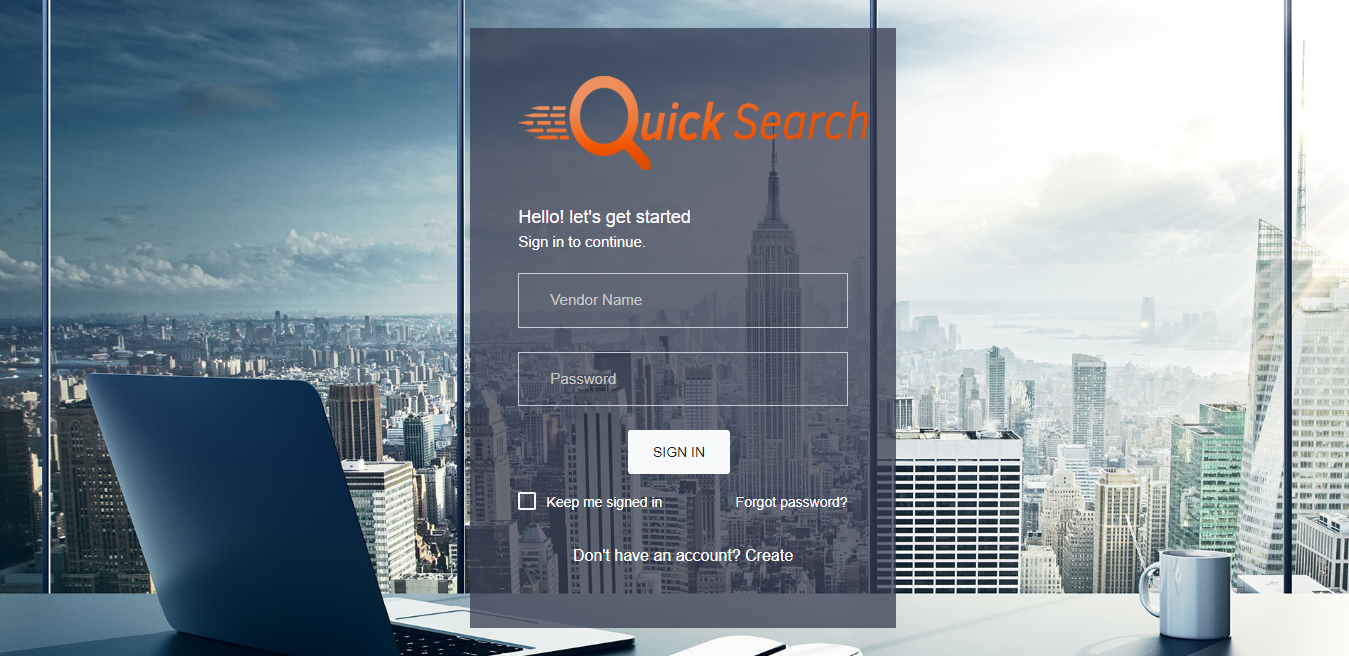 Quick Search
Hello! let's get started
Sign in to continue.
Vendor Name
Password
SIGN IN
Keep me signed in
Forgot password?
Don't have an account? Create